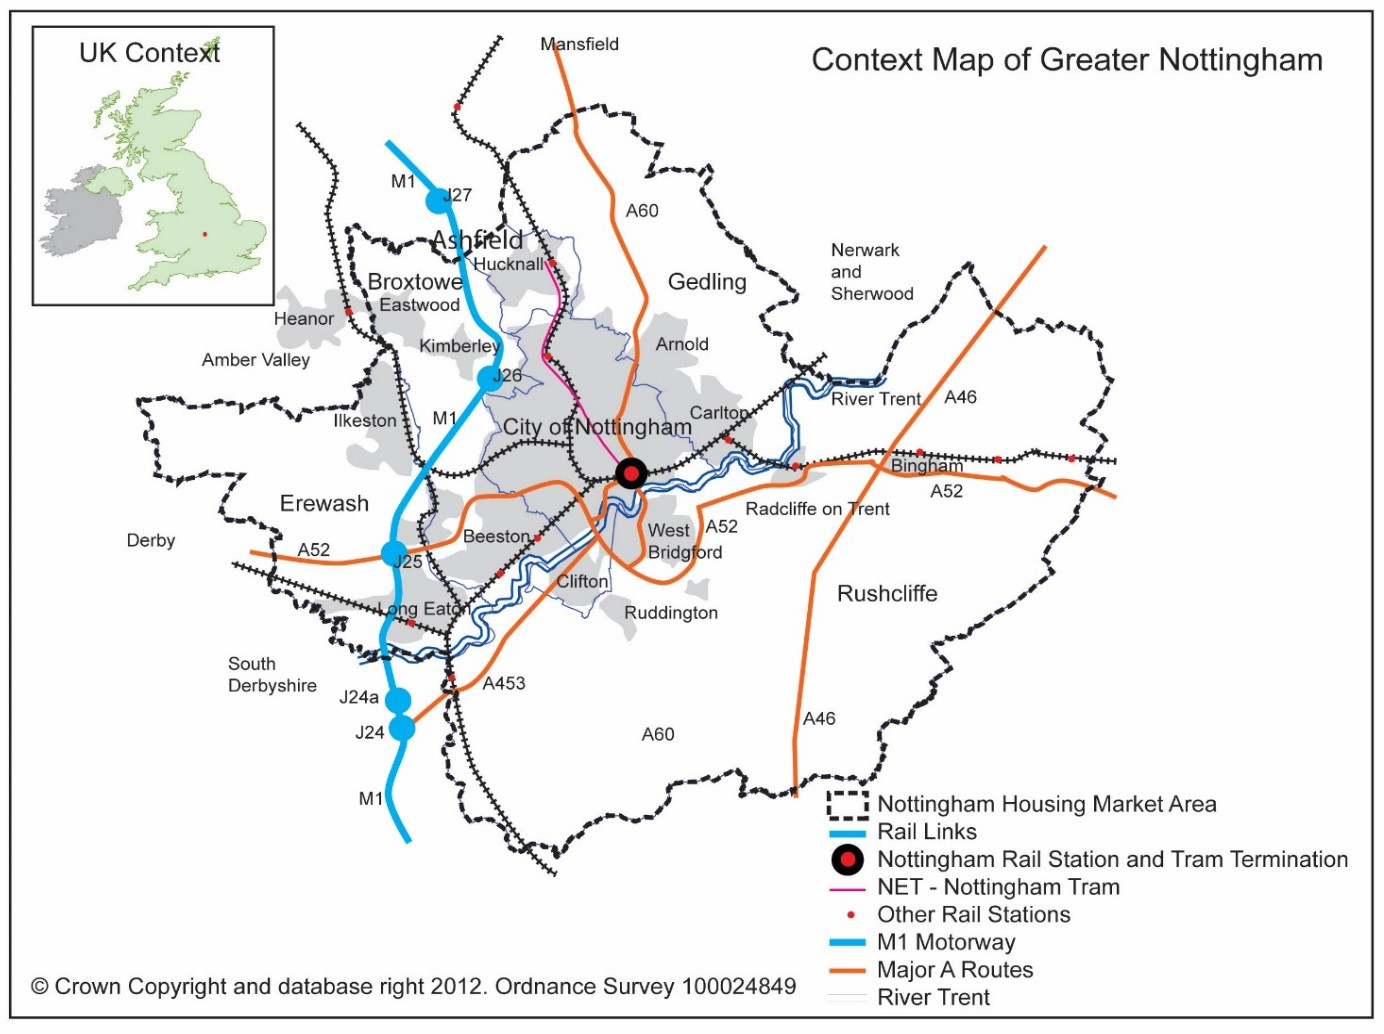 UK Context
Context Map of Greater Nottingham
Mansfield
M1
J27
A60
Ashfield
Hucknall
Nerwark
and
Sherwood
Broxtowe
Eastwood
Gedling
Heanor
Kimberley
Arnold
Amber Valley
J26
River Trent
A46
Ilkeston
M1
Carlton
City of Nottingham
Bingham
A52
Erewash
Radcliffe on Trent
Derby
A52
J25
Beeston
West
Bridgford
A52
Clifton
Rushcliffe
Long Eaton
Ruddington
South
Derbyshire
A453
J24a
J24
A60
A46
M1
Nottingham Housing Market Area
Rail Links
Nottingham Rail Station and Tram Termination
NET - Nottingham Tram
Other Rail Stations
M1 Motorway
Major A Routes
River Trent
© Crown Copyright and database right 2012. Ordnance Survey 100024849